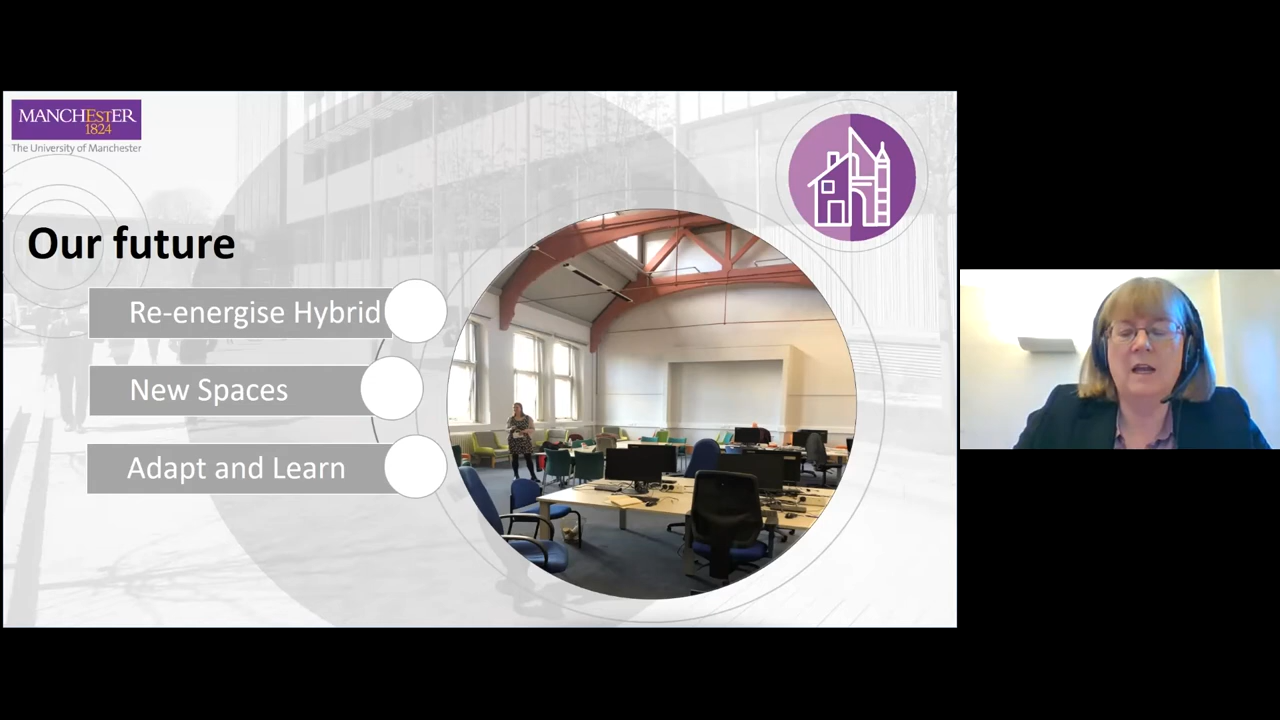 MANCHESTER
1824
The University of Manchester
Our future
Re-energise Hybrid
New Spaces
Adapt and Learn